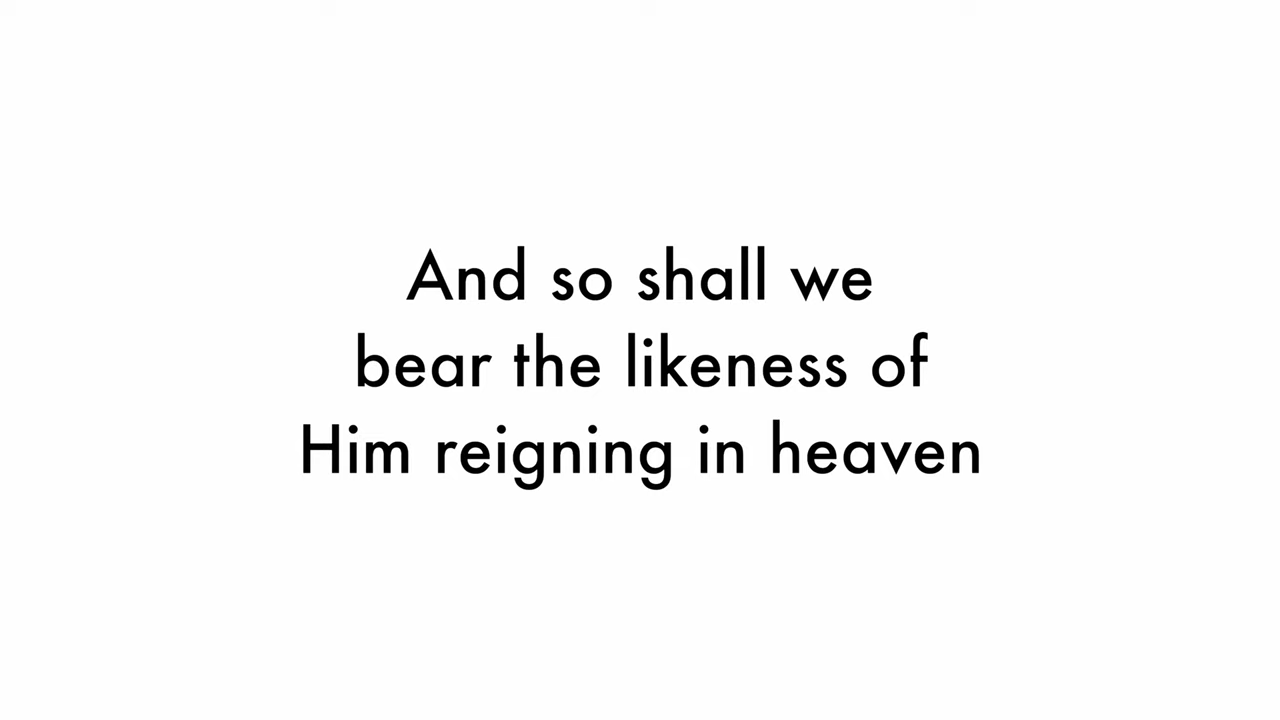 And so shall we
bear the likeness of
Him reigning in heaven